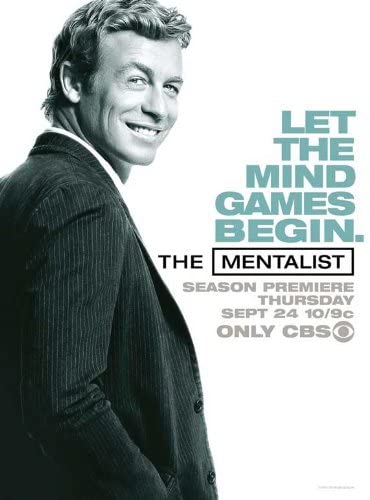 LET
THE
MIND
GAMES
BEGIN.
THE MENTALIST
SEASON PREMIERE
THURSDAY
SEPT 24 10/9c
ONLY CBS